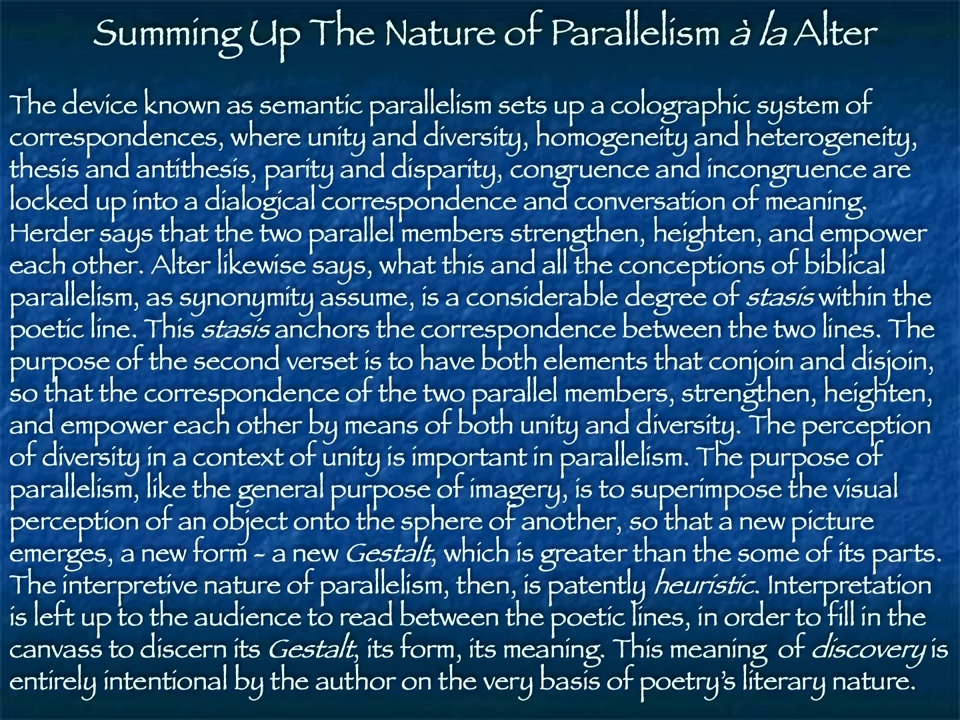 Summing Up The Nature of Parallelism à la Alter
The device known as semantic parallelism sets up a colographic system of
correspondences, where unity and diversity, homogeneity and heterogeneity,
thesis and antithesis, parity and disparity, congruence and incongruence are
locked up into a dialogical correspondence and conversation of meaning.
Herder says that the two parallel members strengthen, heighten, and empower
each other. Alter likewise says, what this and all the conceptions of biblical
parallelism, as synonymity assume, is a considerable degree of stasis within the
poetic line. This stasis anchors the correspondence between the two lines. The
purpose of the second verset is to have both elements that conjoin and disjoin,
so that the correspondence of the two parallel members, strengthen, heighten,
and empower each other by means of both unity and diversity. The perception
of diversity in a context of unity is important in parallelism. The purpose of
parallelism, like the general purpose of imagery, is to superimpose the visual
perception of an object onto the sphere of another, so that a new picture
emerges, a new form - a new Gestalt, which is greater than the some of its parts.
The interpretive nature of parallelism, then, is patently heuristic. Interpretation
is left up to the audience to read between the poetic lines, in order to fill in the
canvass to discern its Gestalt, its form, its meaning. This meaning of discovery is
entirely intentional by the author on the very basis of poetry's literary nature.